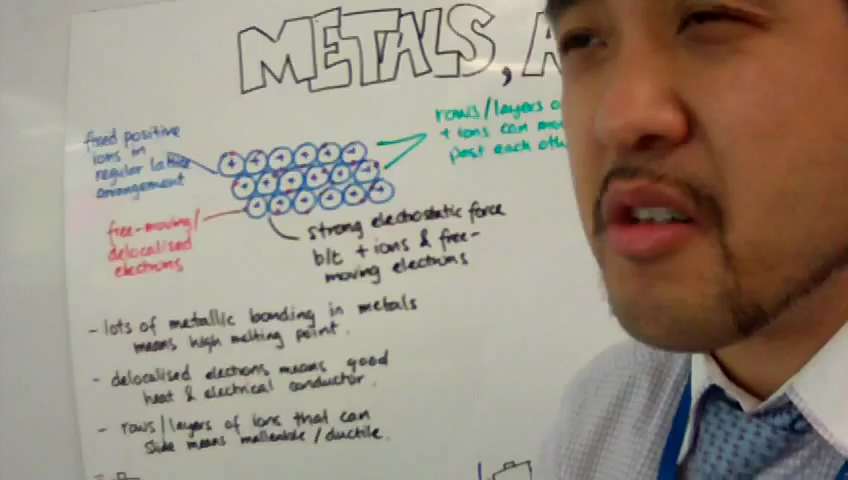 METALS, A
fixed positive
ions in
regular lattice
arrangement
rows/layers o
+ ions can mo
past each oth
free-moving/
delocalised
electrons
strong electrostatic force
b/t + ions & free-
moving electrons
- lots of metallic bonding in metals
means high melting point.
- delocalised electrons means good
heat & electrical conductor.
- rows/layers of ions that can
slide means malleable/ductile.